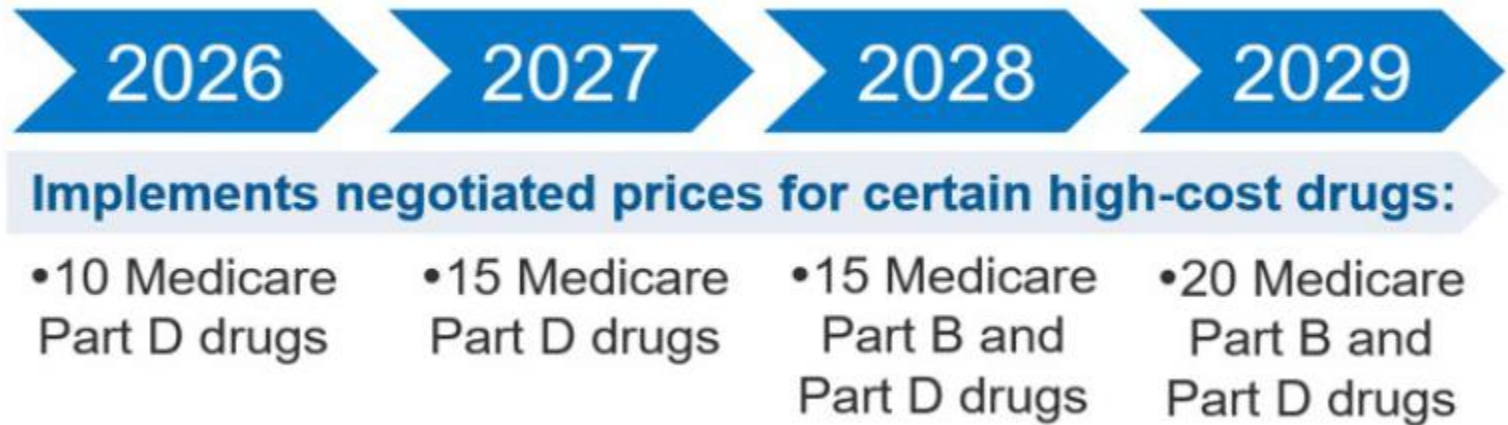 2026 2027 2028 2029
Implements negotiated prices for certain high-cost drugs:
•10 Medicare
Part D drugs
•15 Medicare
Part D drugs
•15 Medicare
Part B and
Part D drugs
•20 Medicare
Part B and
Part D drugs